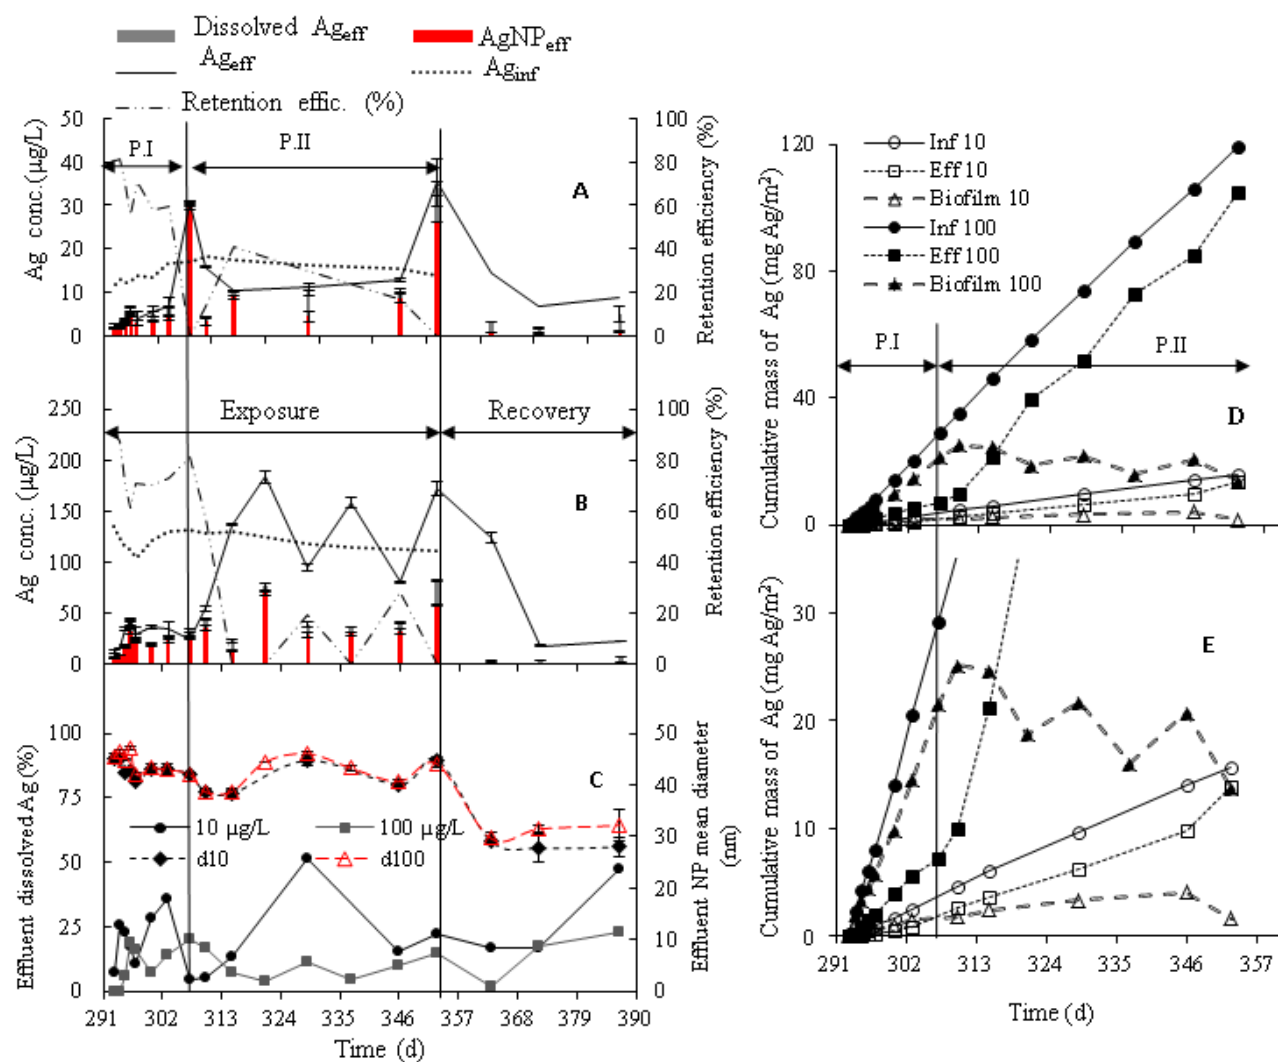 Dissolved Ageff
AgNPeff
Ageff
Aginf
Retention effic. (%)
50
40
30
20
10
0
Ag conc.(µg/L)
P.I
P.II
A
100
80
60
40
20
0
Retention efficiency (%)
250
200
150
100
50
0
Ag conc. (µg/L)
Exposure
Recovery
B
100
80
60
40
20
0
Retention efficiency (%)
100
75
50
25
0
Effluent dissolved Ag (%)
C
10 µg/L
100 µg/L
d10
d100
50
40
30
20
10
0
Effluent NP mean diameter
(nm)
291 302 313 324 335 346 357 368 379 390
Time (d)
120
80
40
0
Cumulative mass of Ag (mg Ag/m2)
Inf 10
Eff 10
Biofilm 10
Inf 100
Eff 100
Biofilm 100
P.I
P.II
D
30
20
10
0
Cumulative mass of Ag (mg Ag/m2)
E
291 302 313 324 335 346 357
Time (d)